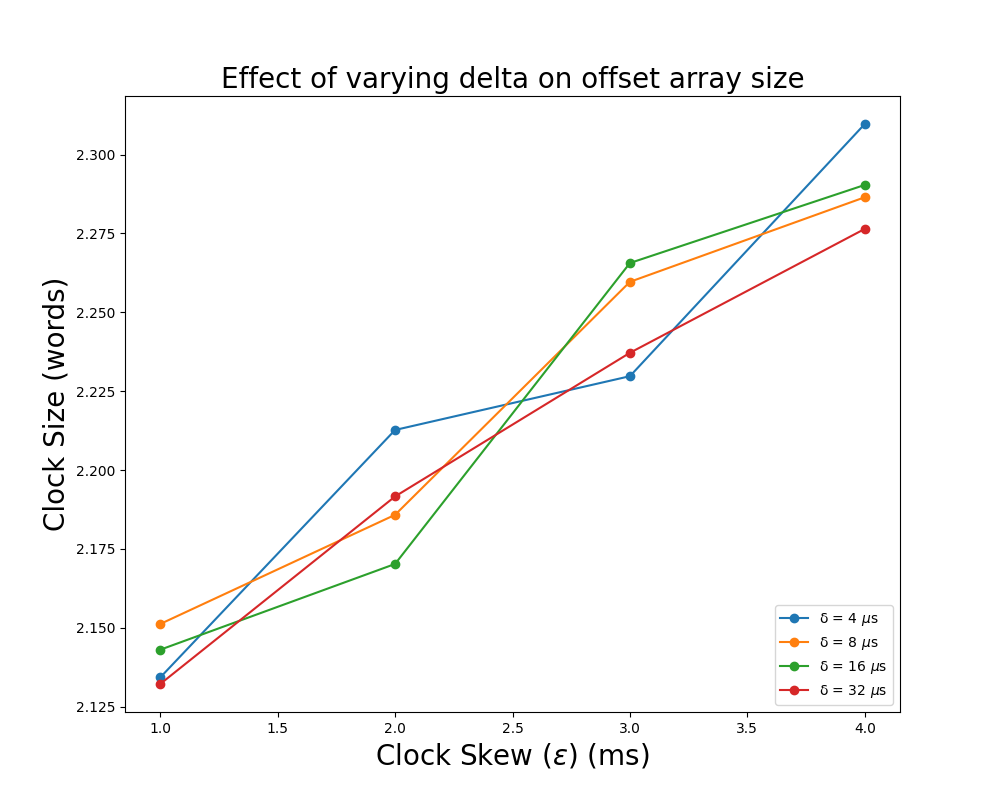 Effect of varying delta on offset array size
Clock Size (words)
2.300
2.275
2.250
2.225
2.200
2.175
2.150
2.125
1.0 1.5 2.0 2.5 3.0 3.5 4.0
Clock Skew (ε) (ms)
δ = 4 μs
δ = 8 μs
δ = 16 μs
δ = 32 μs